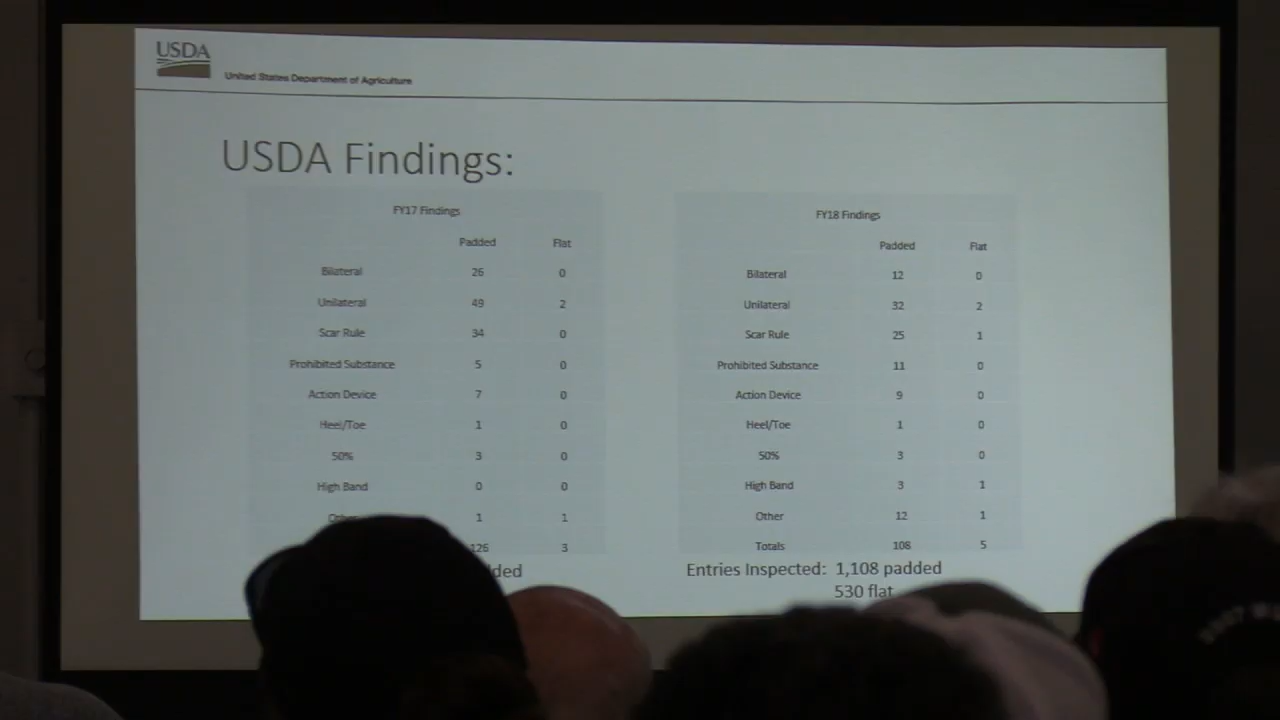 USDA
United States Department of Agriculture
USDA Findings:
FY17 Findings
Padded Flat
Bilateral 26 0
Unilateral 49 2
Scar Rule 34 0
Prohibited Substance 5 0
Action Device 7 0
Heel/Toe 1 0
50% 3 0
High Band 0 0
Other 1 1
126 3
FY18 Findings
Padded Flat
Bilateral 12 0
Unilateral 32 2
Scar Rule 25 1
Prohibited Substance 11 0
Action Device 9 0
Heel/Toe 1 0
50% 3 0
High Band 3 1
Other 12 1
Totals 108 5
Entries Inspected: 1,108 padded
530 flat